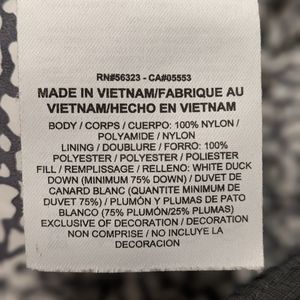 RN#56323 - CA#05553
MADE IN VIETNAM/FABRIQUE AU
VIETNAM/HECHO EN VIETNAM
BODY / CORPS / CUERPO: 100% NYLON /
POLYAMIDE / NYLON
LINING / DOUBLURE / FORRO: 100%
POLYESTER / POLYESTER / POLIESTER
FILL / REMPLISSAGE / RELLENO: WHITE DUCK
DOWN (MINIMUM 75% DOWN) / DUVET DE
CANARD BLANC (QUANTITE MINIMUM DE
DUVET 75%) / PLUMÓN Y PLUMAS DE PATO
BLANCO (75% PLUMÓN/25% PLUMAS)
EXCLUSIVE OF DECORATION / DECORATION
NON COMPRISE / NO INCLUYE LA
DECORACION